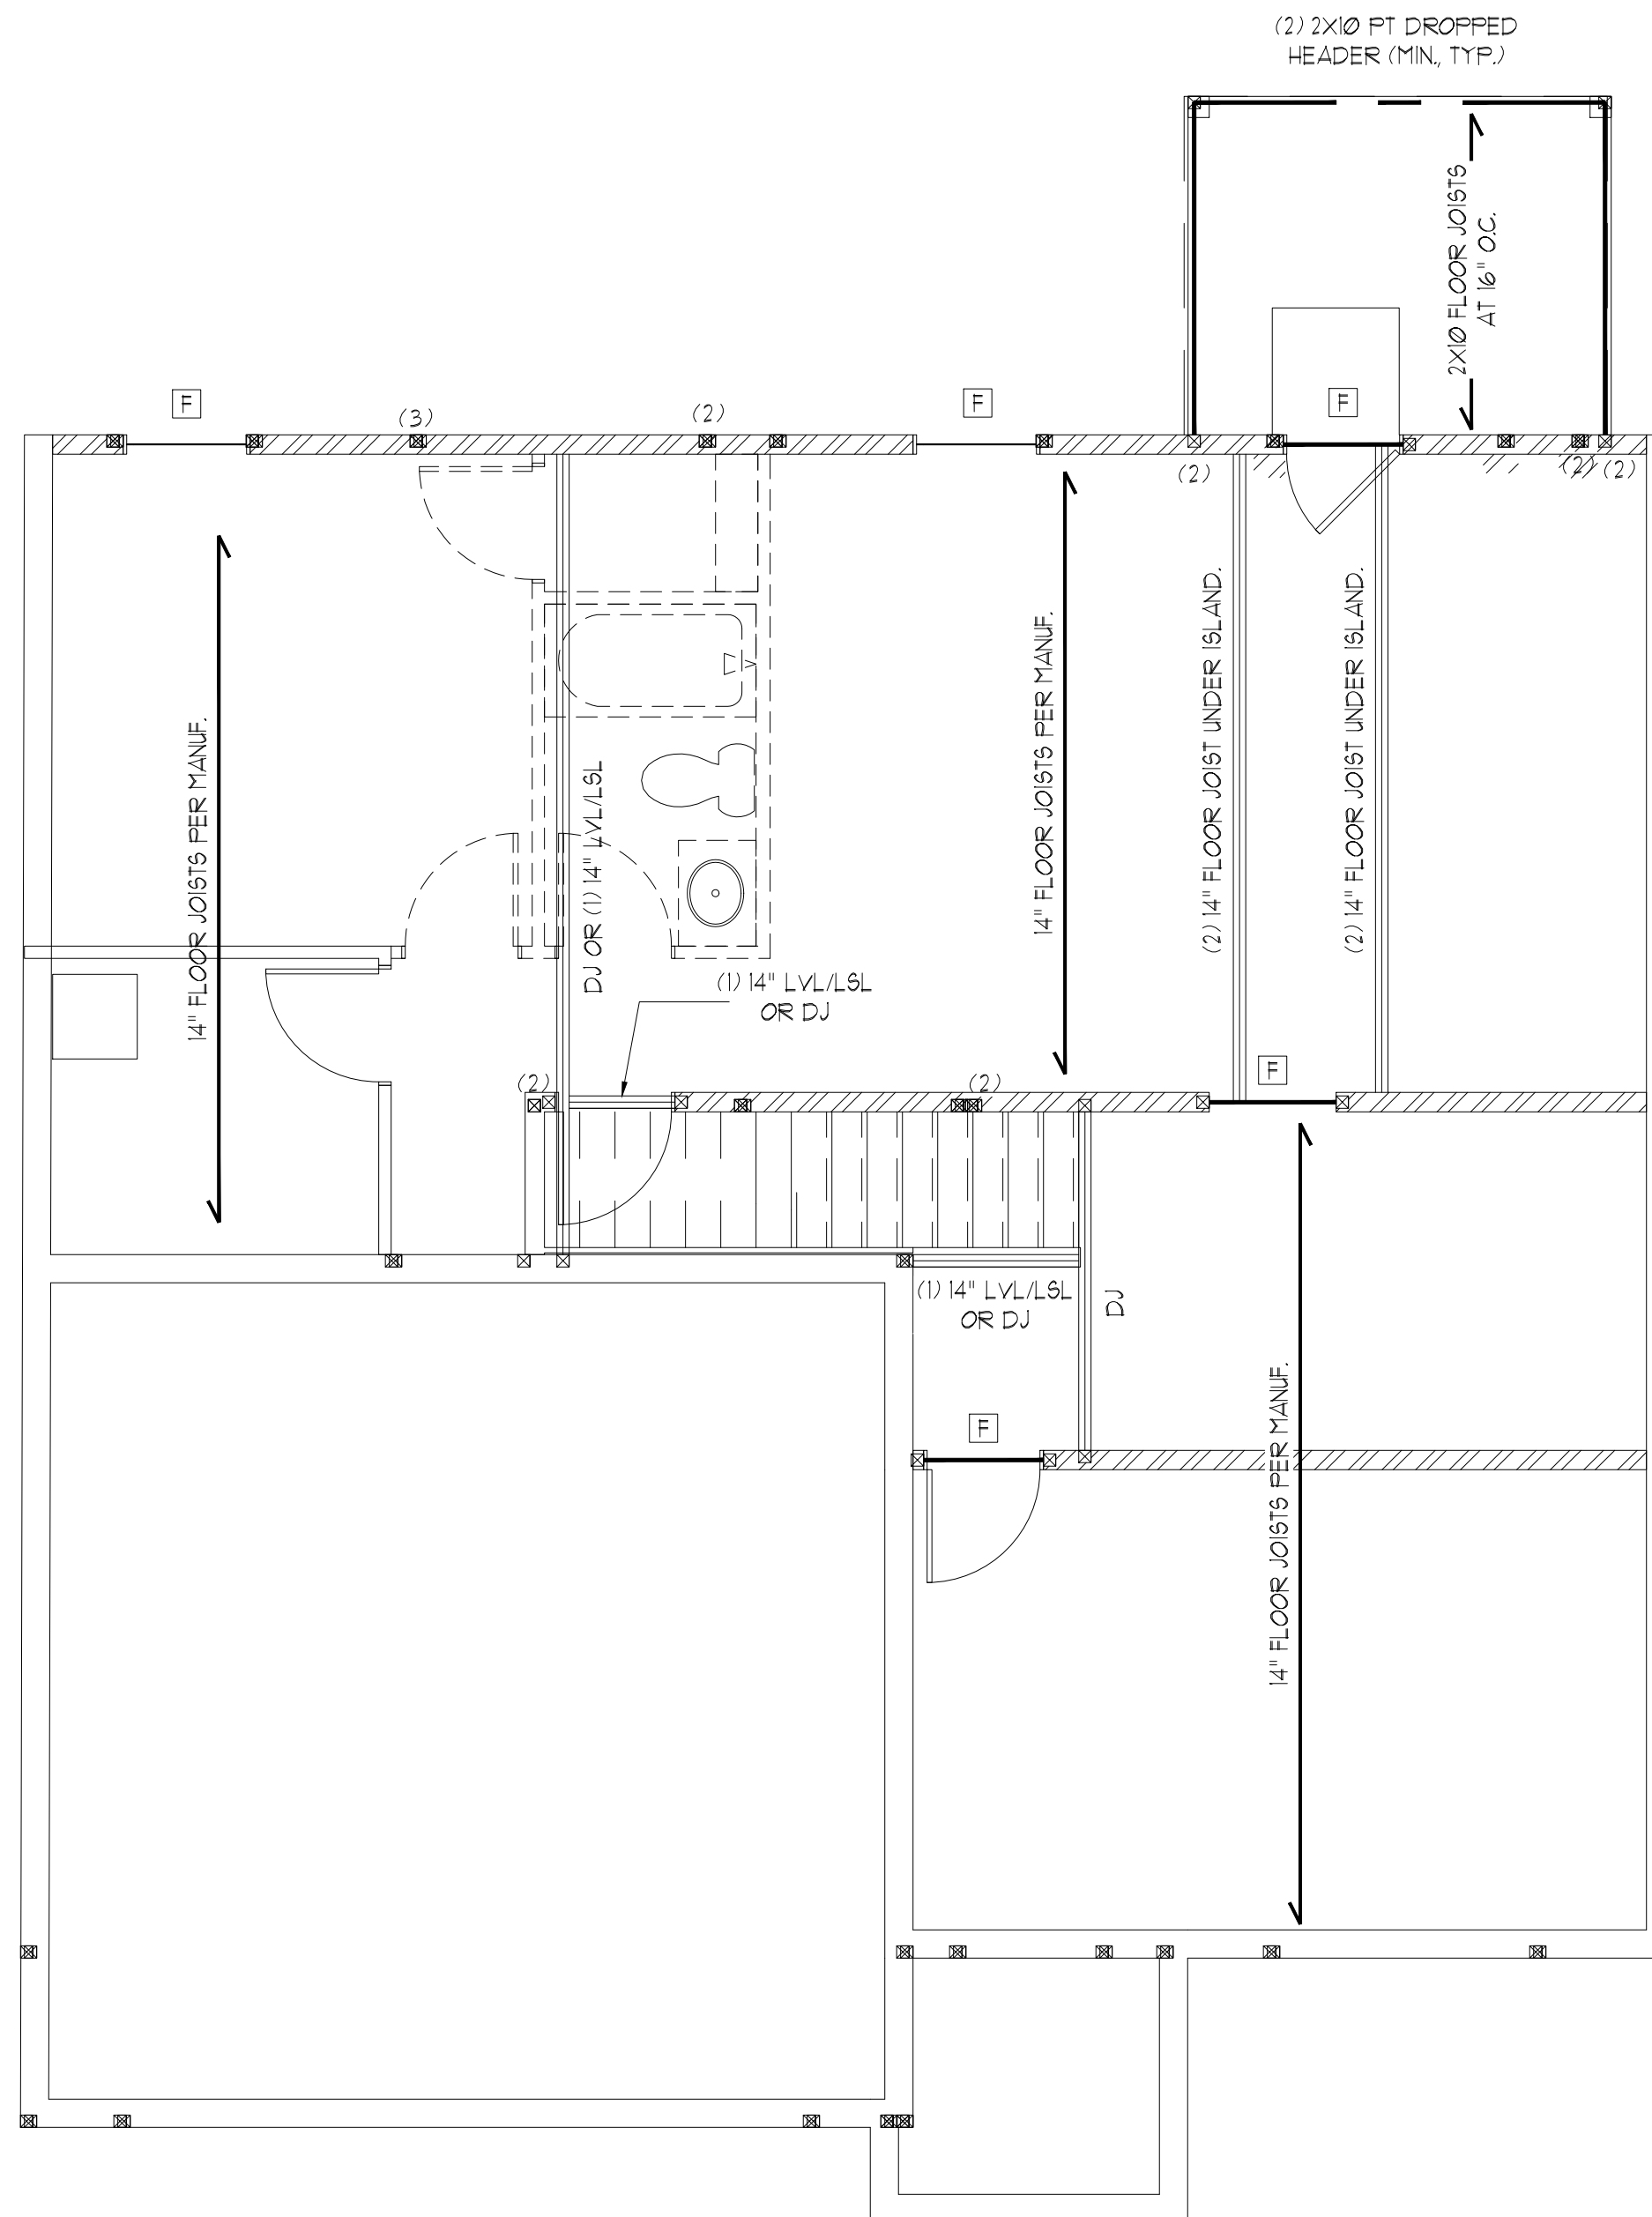 (2) 2X10 PT DROPPED
HEADER (MIN., TYP.)
2X10 FLOOR JOISTS
AT 16" O.C.
F
(3)
(2)
F
F
(2)
(2)
(2)
14" FLOOR JOISTS PER MANUF.
DJ OR (1) 14" LVL/LSL
14" FLOOR JOISTS PER MANUF.
(2) 14" FLOOR JOIST UNDER ISLAND.
(2) 14" FLOOR JOIST UNDER ISLAND.
(1) 14" LVL/LSL
OR DJ
(2)
(2)
F
(1) 14" LVL/LSL
OR DJ
DJ
F
14" FLOOR JOISTS PER MANUF.